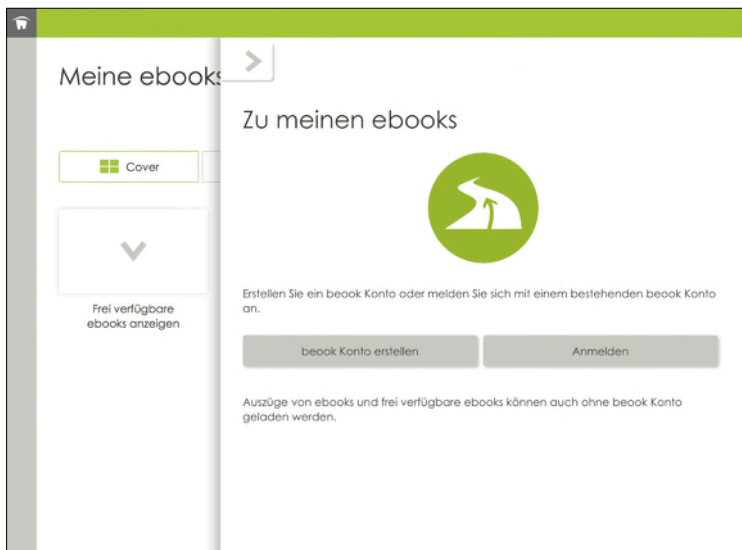 Meine ebooks
Cover
Frei verfügbare
ebooks anzeigen
Zu meinen ebooks
Erstellen Sie ein beook Konto oder melden Sie sich mit einem bestehenden beook Konto
an.
beook Konto erstellen
Anmelden
Auszüge von ebooks und frei verfügbare ebooks können auch ohne beook Konto
geladen werden.